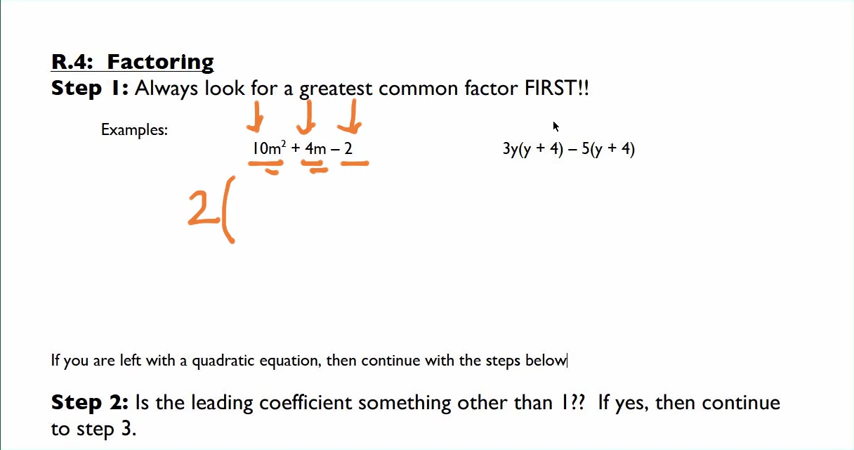 R.4: Factoring
Step 1: Always look for a greatest common factor FIRST!!
Examples:
10m² + 4m – 2
3y(y + 4) – 5(y + 4)
2(
If you are left with a quadratic equation, then continue with the steps below
Step 2: Is the leading coefficient something other than 1?? If yes, then continue
to step 3.